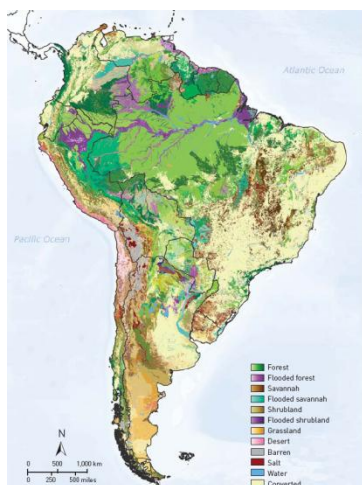 Atlantic Ocean
Pacific Ocean
Forest
Flooded forest
Savannah
Flooded savannah
Shrubland
Flooded shrubland
Grassland
Desert
Barren
Salt
Water
Converted
N
0 500 1,000 km
0 250 500 miles